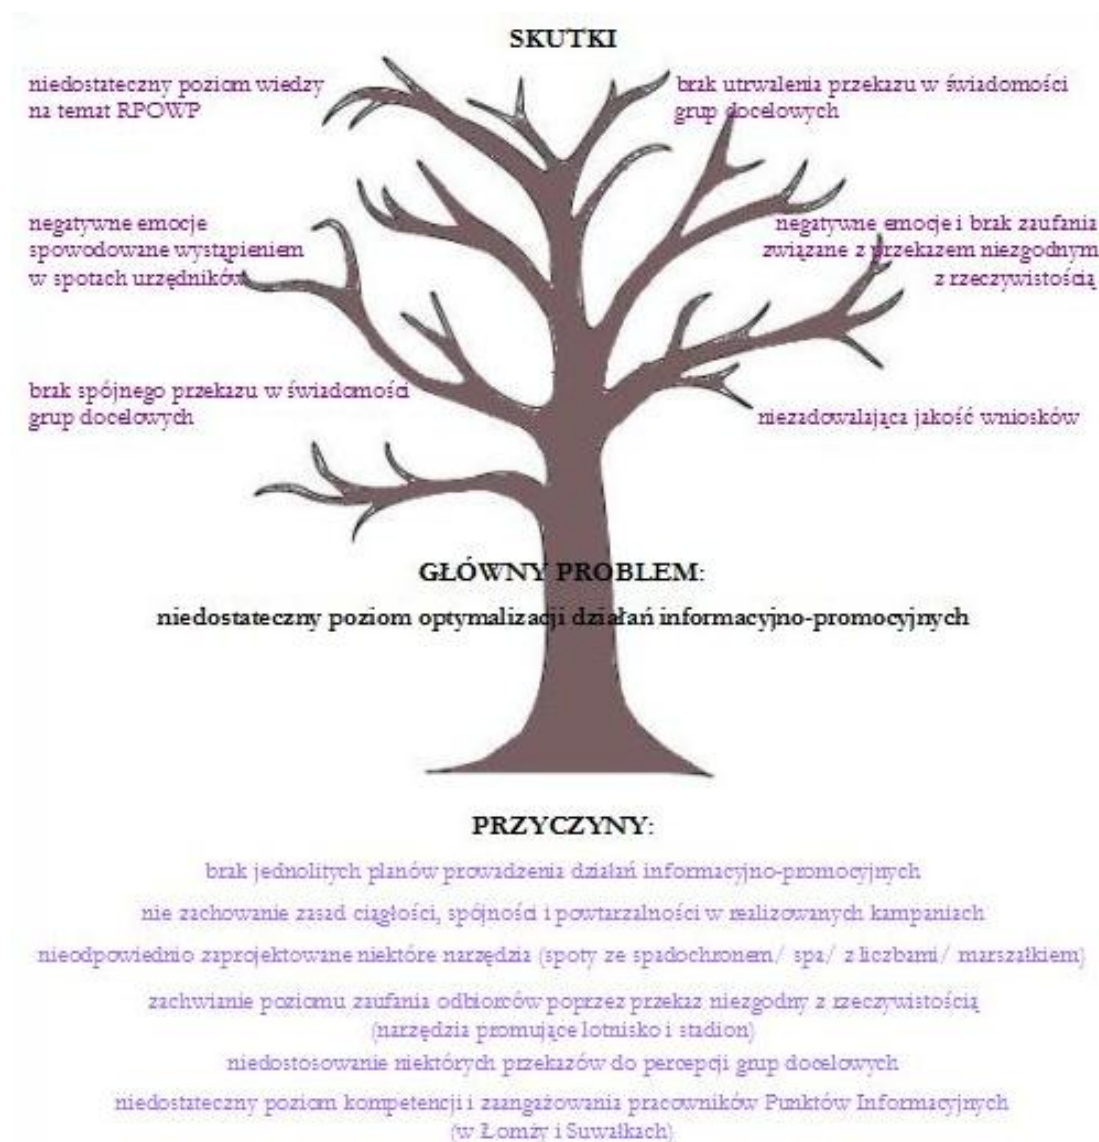 SKUTKI
niedostateczny poziom wiedzy
na temat RPOWP
brak utrwalenia przekazu w świadomości
grup docelowych
negatywne emocje
spowodowane wystąpieniem
w spotach urzędników
negatywne emocje i brak zaufania
związane z przekazem niezgodnym
z rzeczywistością
brak spójnego przekazu w świadomości
grup docelowych
niezadowalająca jakość wniosków
GŁÓWNY PROBLEM:
niedostateczny poziom optymalizacji działań informacyjno-promocyjnych
PRZYCZYNY:
brak jednolitych planów prowadzenia działań informacyjno-promocyjnych
nie zachowanie zasad ciągłości, spójności i powtarzalności w realizowanych kampaniach
nieodpowiednio zaprojektowane niektóre narzędzia (spoty ze spadochronem/ spa/ z liczbami/ marszałkiem)
zachwianie poziomu zaufania odbiorców poprzez przekaz niezgodny z rzeczywistością
(narzędzia promujące lotnisko i stadion)
niedostosowanie niektórych przekazów do percepcji grup docelowych
niedostateczny poziom kompetencji i zaangażowania pracowników Punktów Informacyjnych
(w Łomży i Suwałkach)